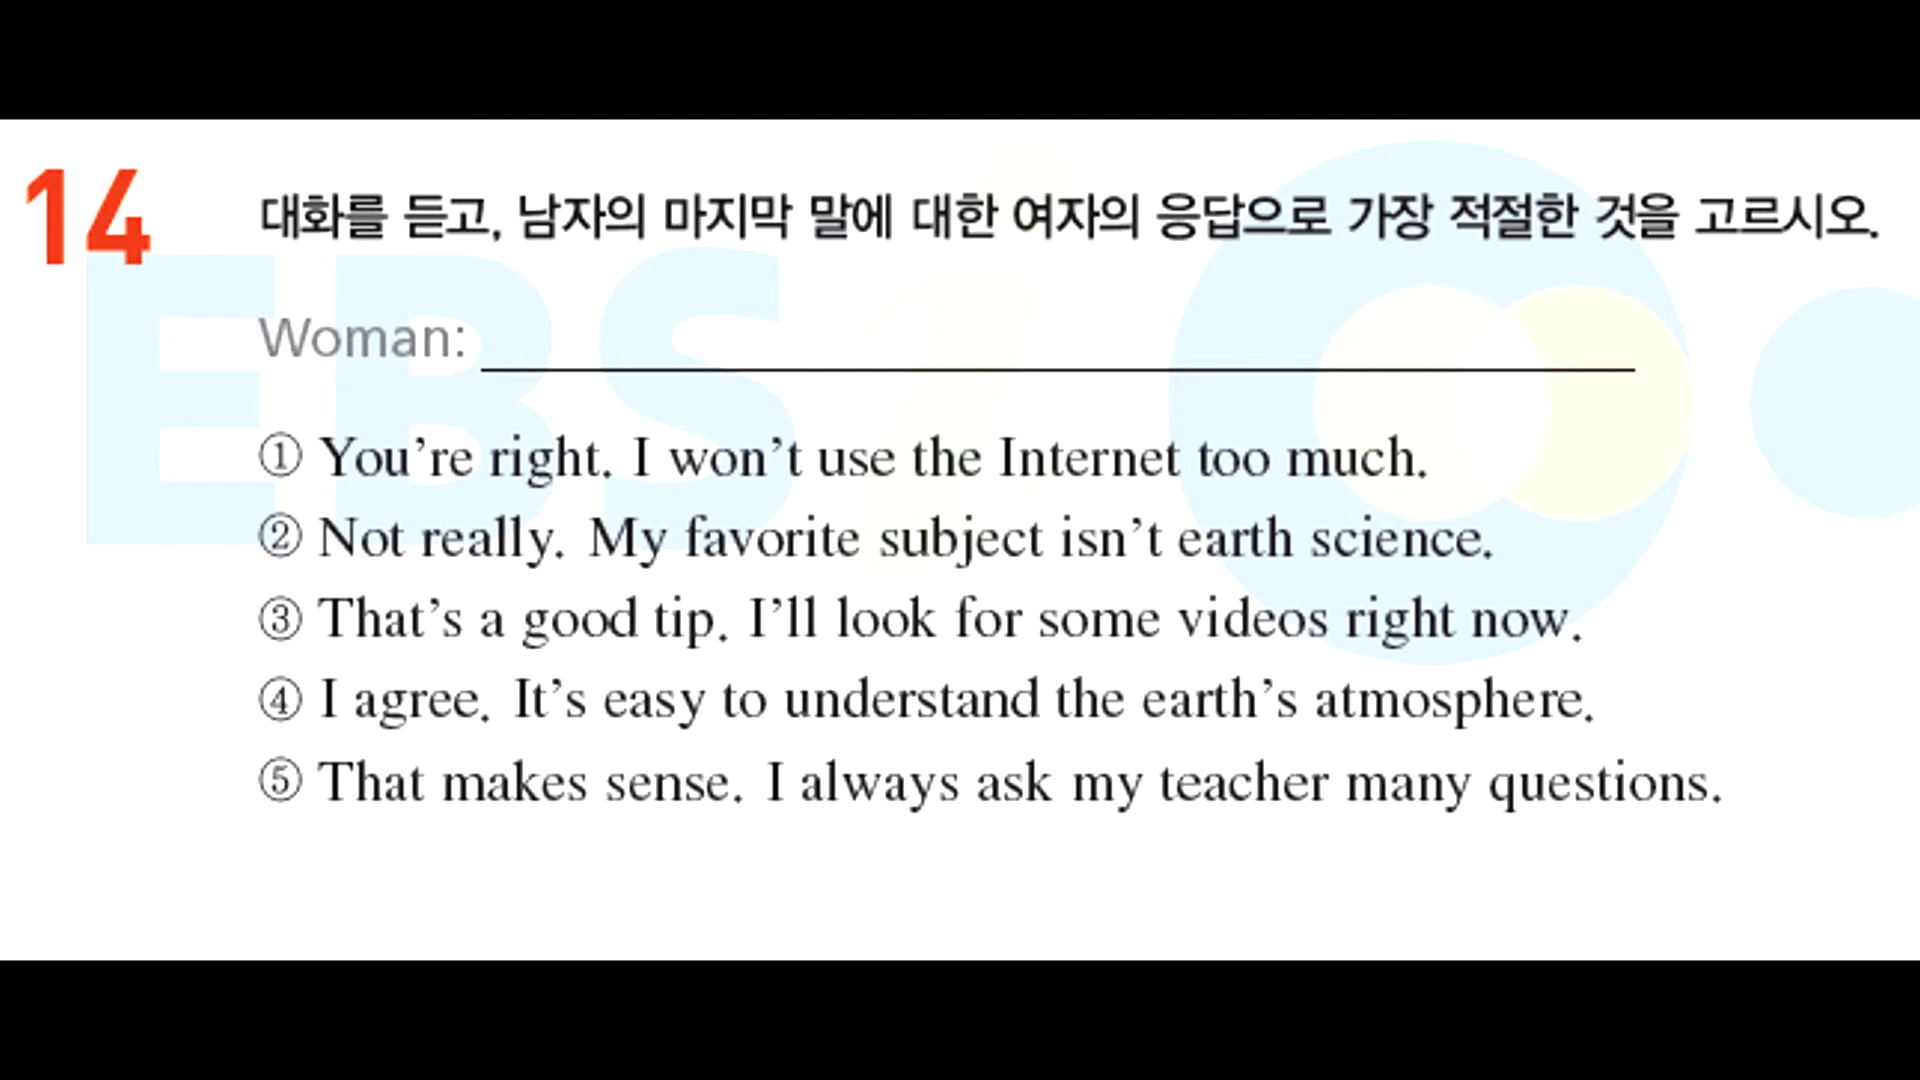 14
대화를 듣고, 남자의 마지막 말에 대한 여자의 응답으로 가장 적절한 것을 고르시오.
Woman:
① You're right. I won't use the Internet too much.
② Not really. My favorite subject isn't earth science.
③ That's a good tip. I'll look for some videos right now.
④ I agree. It's easy to understand the earth's atmosphere.
⑤ That makes sense. I always ask my teacher many questions.
EBSi